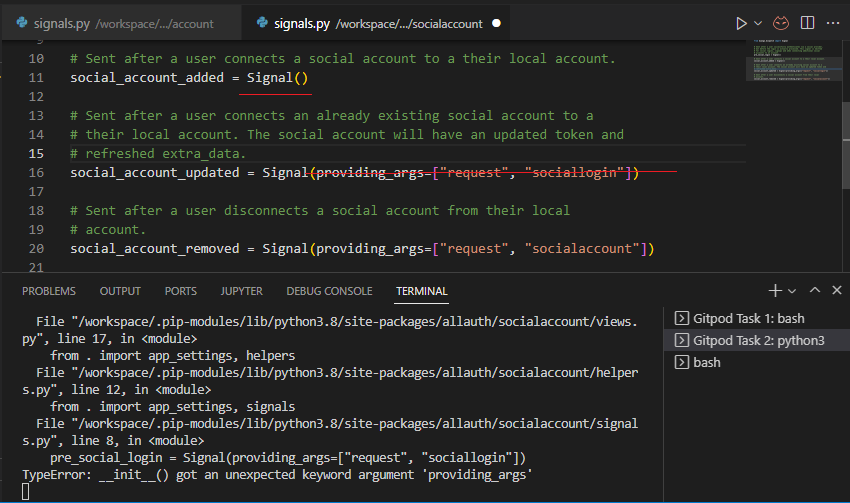 signals.py /workspace/.../account
signals.py /workspace/.../socialaccount
9
10 # Sent after a user connects a social account to a their local account.
11 social_account_added = Signal()
12
13 # Sent after a user connects an already existing social account to a
14 # their local account. The social account will have an updated token and
15 # refreshed extra_data.
16 social_account_updated = Signal(providing_args=["request", "sociallogin"])
17
18 # Sent after a user disconnects a social account from their local
19 # account.
20 social_account_removed = Signal(providing_args=["request", "socialaccount"])
21
PROBLEMS OUTPUT PORTS JUPYTER DEBUG CONSOLE TERMINAL
File "/workspace/.pip-modules/lib/python3.8/site-packages/allauth/socialaccount/views.
py", line 17, in <module>
from . import app_settings, helpers
File "/workspace/.pip-modules/lib/python3.8/site-packages/allauth/socialaccount/helper
s.py", line 12, in <module>
from . import app_settings, signals
File "/workspace/.pip-modules/lib/python3.8/site-packages/allauth/socialaccount/signal
s.py", line 8, in <module>
pre_social_login = Signal(providing_args=["request", "sociallogin"])
TypeError: __init__() got an unexpected keyword argument 'providing_args'
Gitpod Task 1: bash
Gitpod Task 2: python3
bash